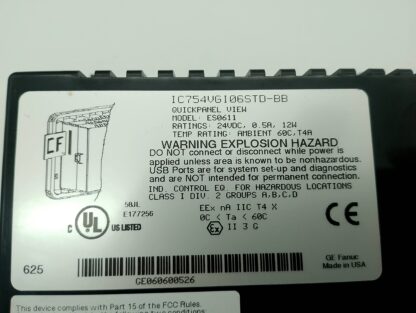 IC754VGI06STD-BB
QUICKPANEL VIEW
MODEL: ES0611
RATINGS: 24VDC, 0.5A, 12W
TEMP RATING: AMBIENT 60C,T4A
WARNING EXPLOSION HAZARD
DO NOT connect or disconnect while power is
applied unless area is known to be nonhazardous.
USB Ports are for system set-up and diagnostics
and are NOT intended for permanent connection.
IND. CONTROL EQ. FOR HAZARDOUS LOCATIONS
CLASS I DIV. 2 GROUPS A,B,C,D
CF
58JL
E177256
C UL US LISTED
EEx nA IIC T4 X
0C < Ta < 60C
Ex II 3 G
CE
625
GE060600526
GE Fanuc
Made in USA
This device complies with Part 15 of the FCC Rules.